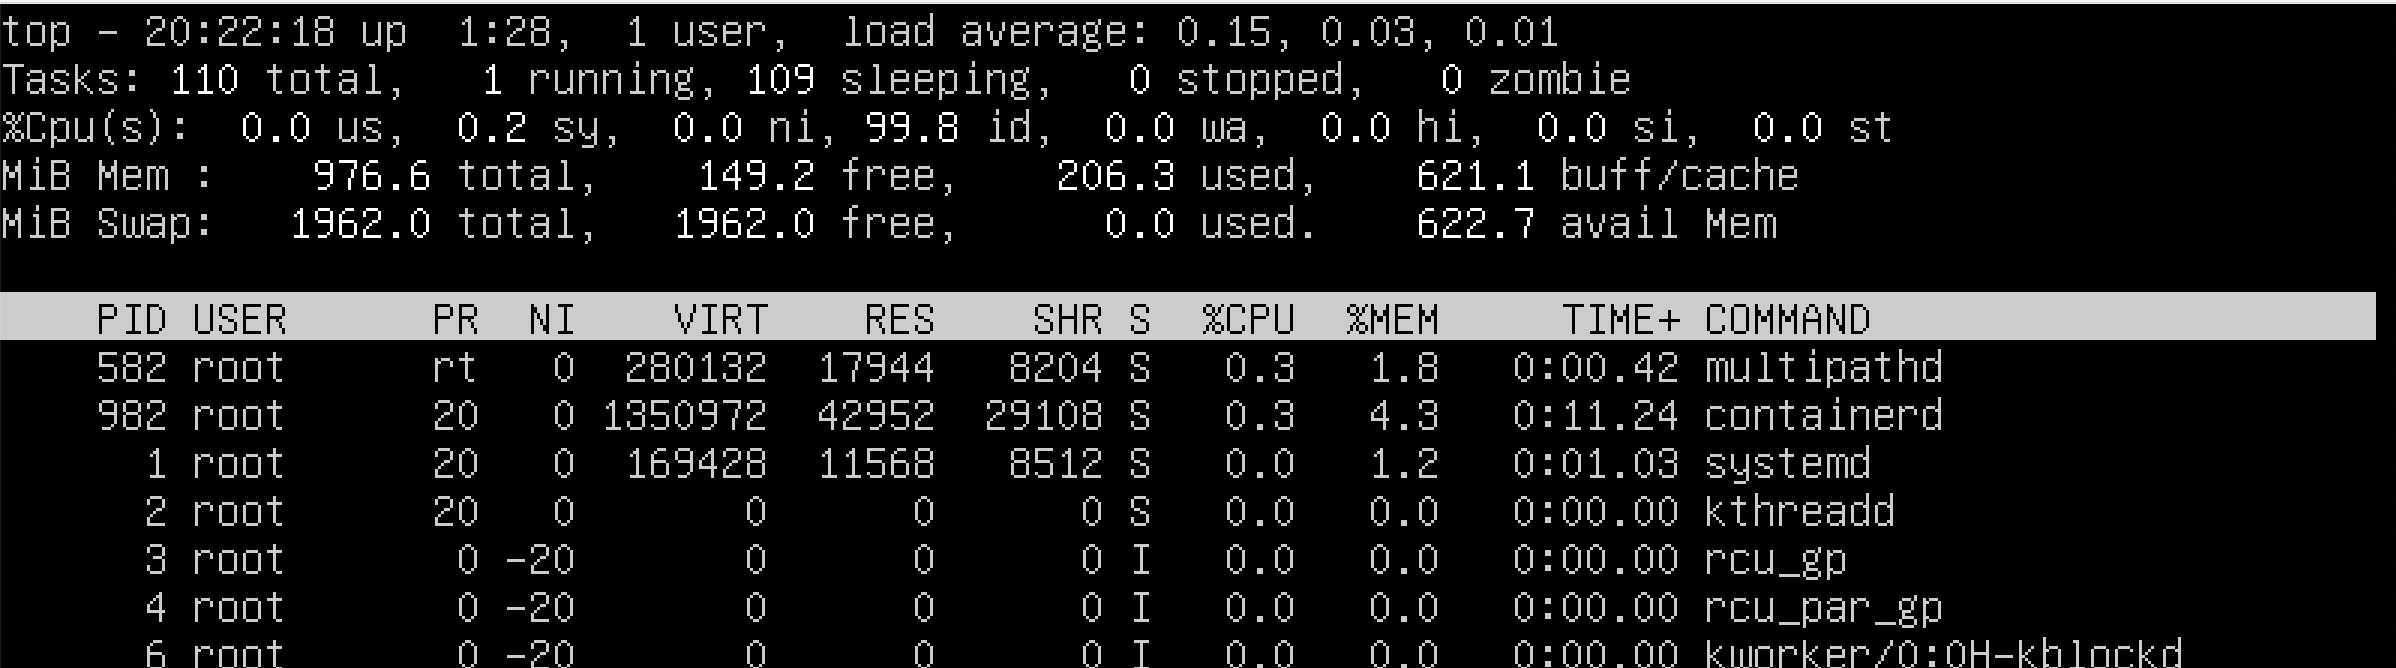 top - 20:22:18 up  1:28,  1 user,  load average: 0.15, 0.03, 0.01
Tasks: 110 total,   1 running, 109 sleeping,   0 stopped,   0 zombie
%Cpu(s):  0.0 us,  0.2 sy,  0.0 ni, 99.8 id,  0.0 wa,  0.0 hi,  0.0 si,  0.0 st
MiB Mem :    976.6 total,    149.2 free,    206.3 used,    621.1 buff/cache
MiB Swap:   1962.0 total,   1962.0 free,      0.0 used.    622.7 avail Mem
    PID USER      PR  NI    VIRT    RES    SHR S  %CPU  %MEM     TIME+ COMMAND
    582 root      rt   0  280132  17944   8204 S   0.3   1.8   0:00.42 multipathd
    982 root      20   0 1350972  42952  29108 S   0.3   4.3   0:11.24 containerd
      1 root      20   0  169428  11568   8512 S   0.0   1.2   0:01.03 systemd
      2 root      20   0       0      0      0 S   0.0   0.0   0:00.00 kthreadd
      3 root       0 -20       0      0      0 I   0.0   0.0   0:00.00 rcu_gp
      4 root       0 -20       0      0      0 I   0.0   0.0   0:00.00 rcu_par_gp
      6 root       0 -20       0      0      0 I   0.0   0.0   0:00.00 kworker/0:0H-kblockd